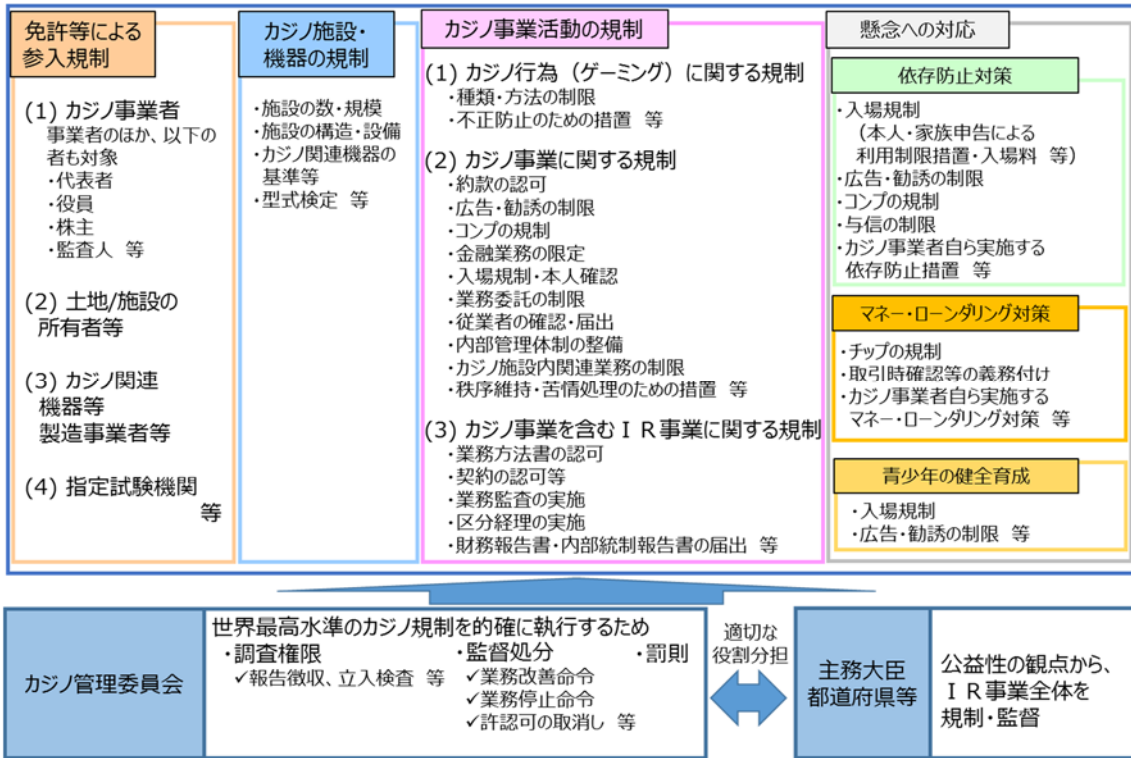 免許等による
参入規制
(1) カジノ事業者
事業者のほか、以下の
者も対象
・代表者
・役員
・株主
・監査人 等
(2) 土地/施設の
所有者等
(3) カジノ関連
機器等
製造事業者等
(4) 指定試験機関
等
カジノ施設・
機器の規制
・施設の数・規模
・施設の構造・設備
・カジノ関連機器の
基準等
・型式検定 等
カジノ事業活動の規制
(1) カジノ行為（ゲーミング）に関する規制
・種類・方法の制限
・不正防止のための措置 等
(2) カジノ事業に関する規制
・約款の認可
・広告・勧誘の制限
・コンプの規制
・金融業務の限定
・入場規制・本人確認
・業務委託の制限
・従業者の確認・届出
・内部管理体制の整備
・カジノ施設内関連業務の制限
・秩序維持・苦情処理のための措置 等
(3) カジノ事業を含むＩＲ事業に関する規制
・業務方法書の認可
・契約の認可等
・業務監査の実施
・区分経理の実施
・財務報告書・内部統制報告書の届出 等
懸念への対応
依存防止対策
・入場規制
（本人・家族申告による
利用制限措置・入場料 等）
・広告・勧誘の制限
・コンプの規制
・与信の制限
・カジノ事業者自ら実施する
依存防止措置 等
マネー・ローンダリング対策
・チップの規制
・取引時確認等の義務付け
・カジノ事業者自ら実施する
マネー・ローンダリング対策 等
青少年の健全育成
・入場規制
・広告・勧誘の制限 等
カジノ管理委員会
世界最高水準のカジノ規制を的確に執行するため
・調査権限
✓報告徴収、立入検査 等
・監督処分
✓業務改善命令
✓業務停止命令
✓許認可の取消し 等
・罰則
適切な
役割分担
主務大臣
都道府県等
公益性の観点から、
ＩＲ事業全体を
規制・監督